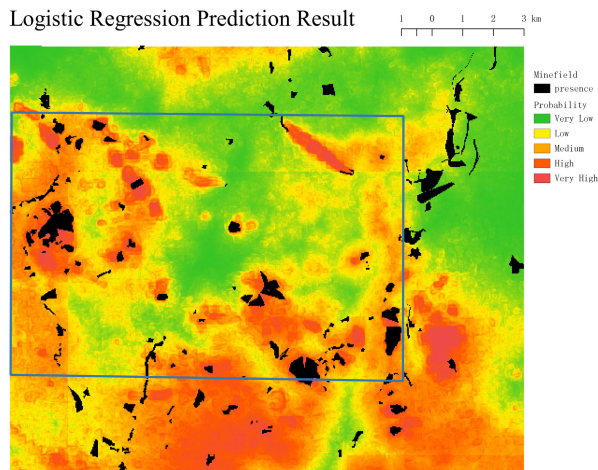 Logistic Regression Prediction Result
1 0 1 2 3 km
Minefield
presence
Probability
Very Low
Low
Medium
High
Very High